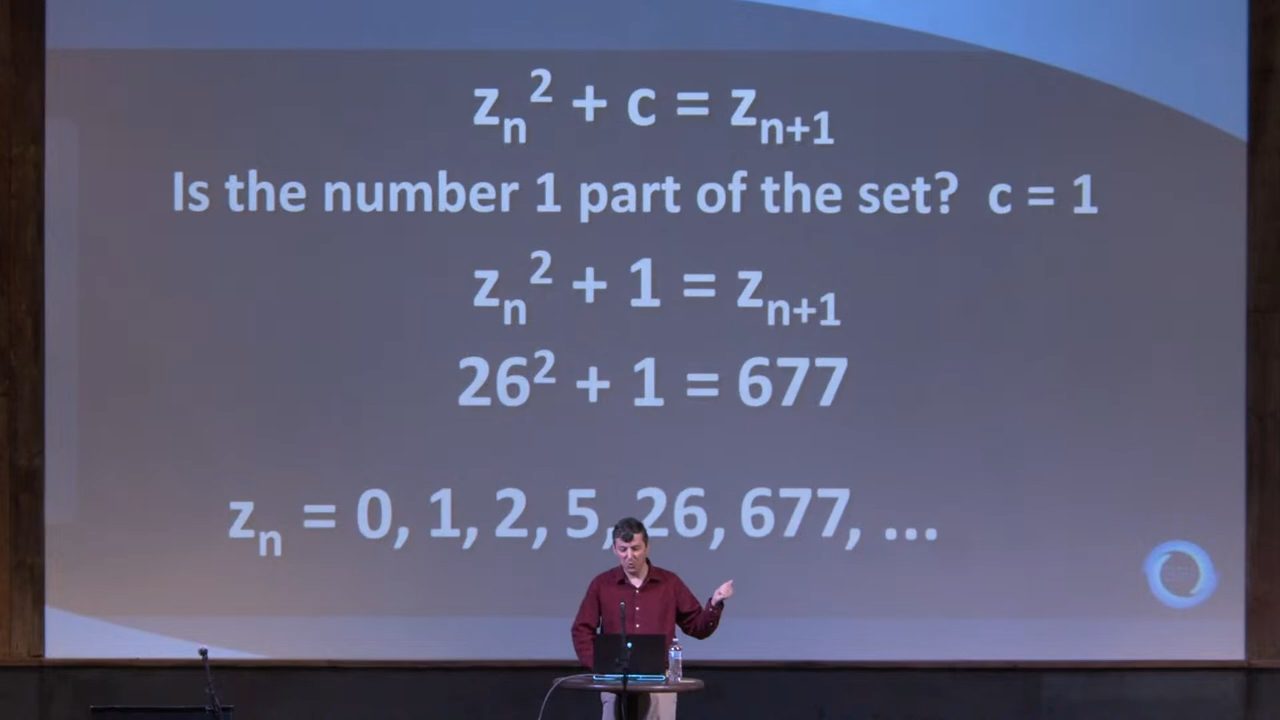 zₙ² + c = zₙ₊₁
Is the number 1 part of the set? c = 1
zₙ² + 1 = zₙ₊₁
26² + 1 = 677
zₙ = 0, 1, 2, 5, 26, 677, ...